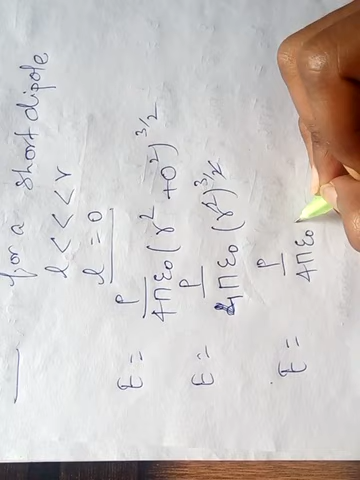 for a short dipole
l <<< r
l = 0
E = P / 4πε₀ (r² + 0²)^3/2
E = P / 4πε₀ (r²)^3/2
E = P / 4πε₀